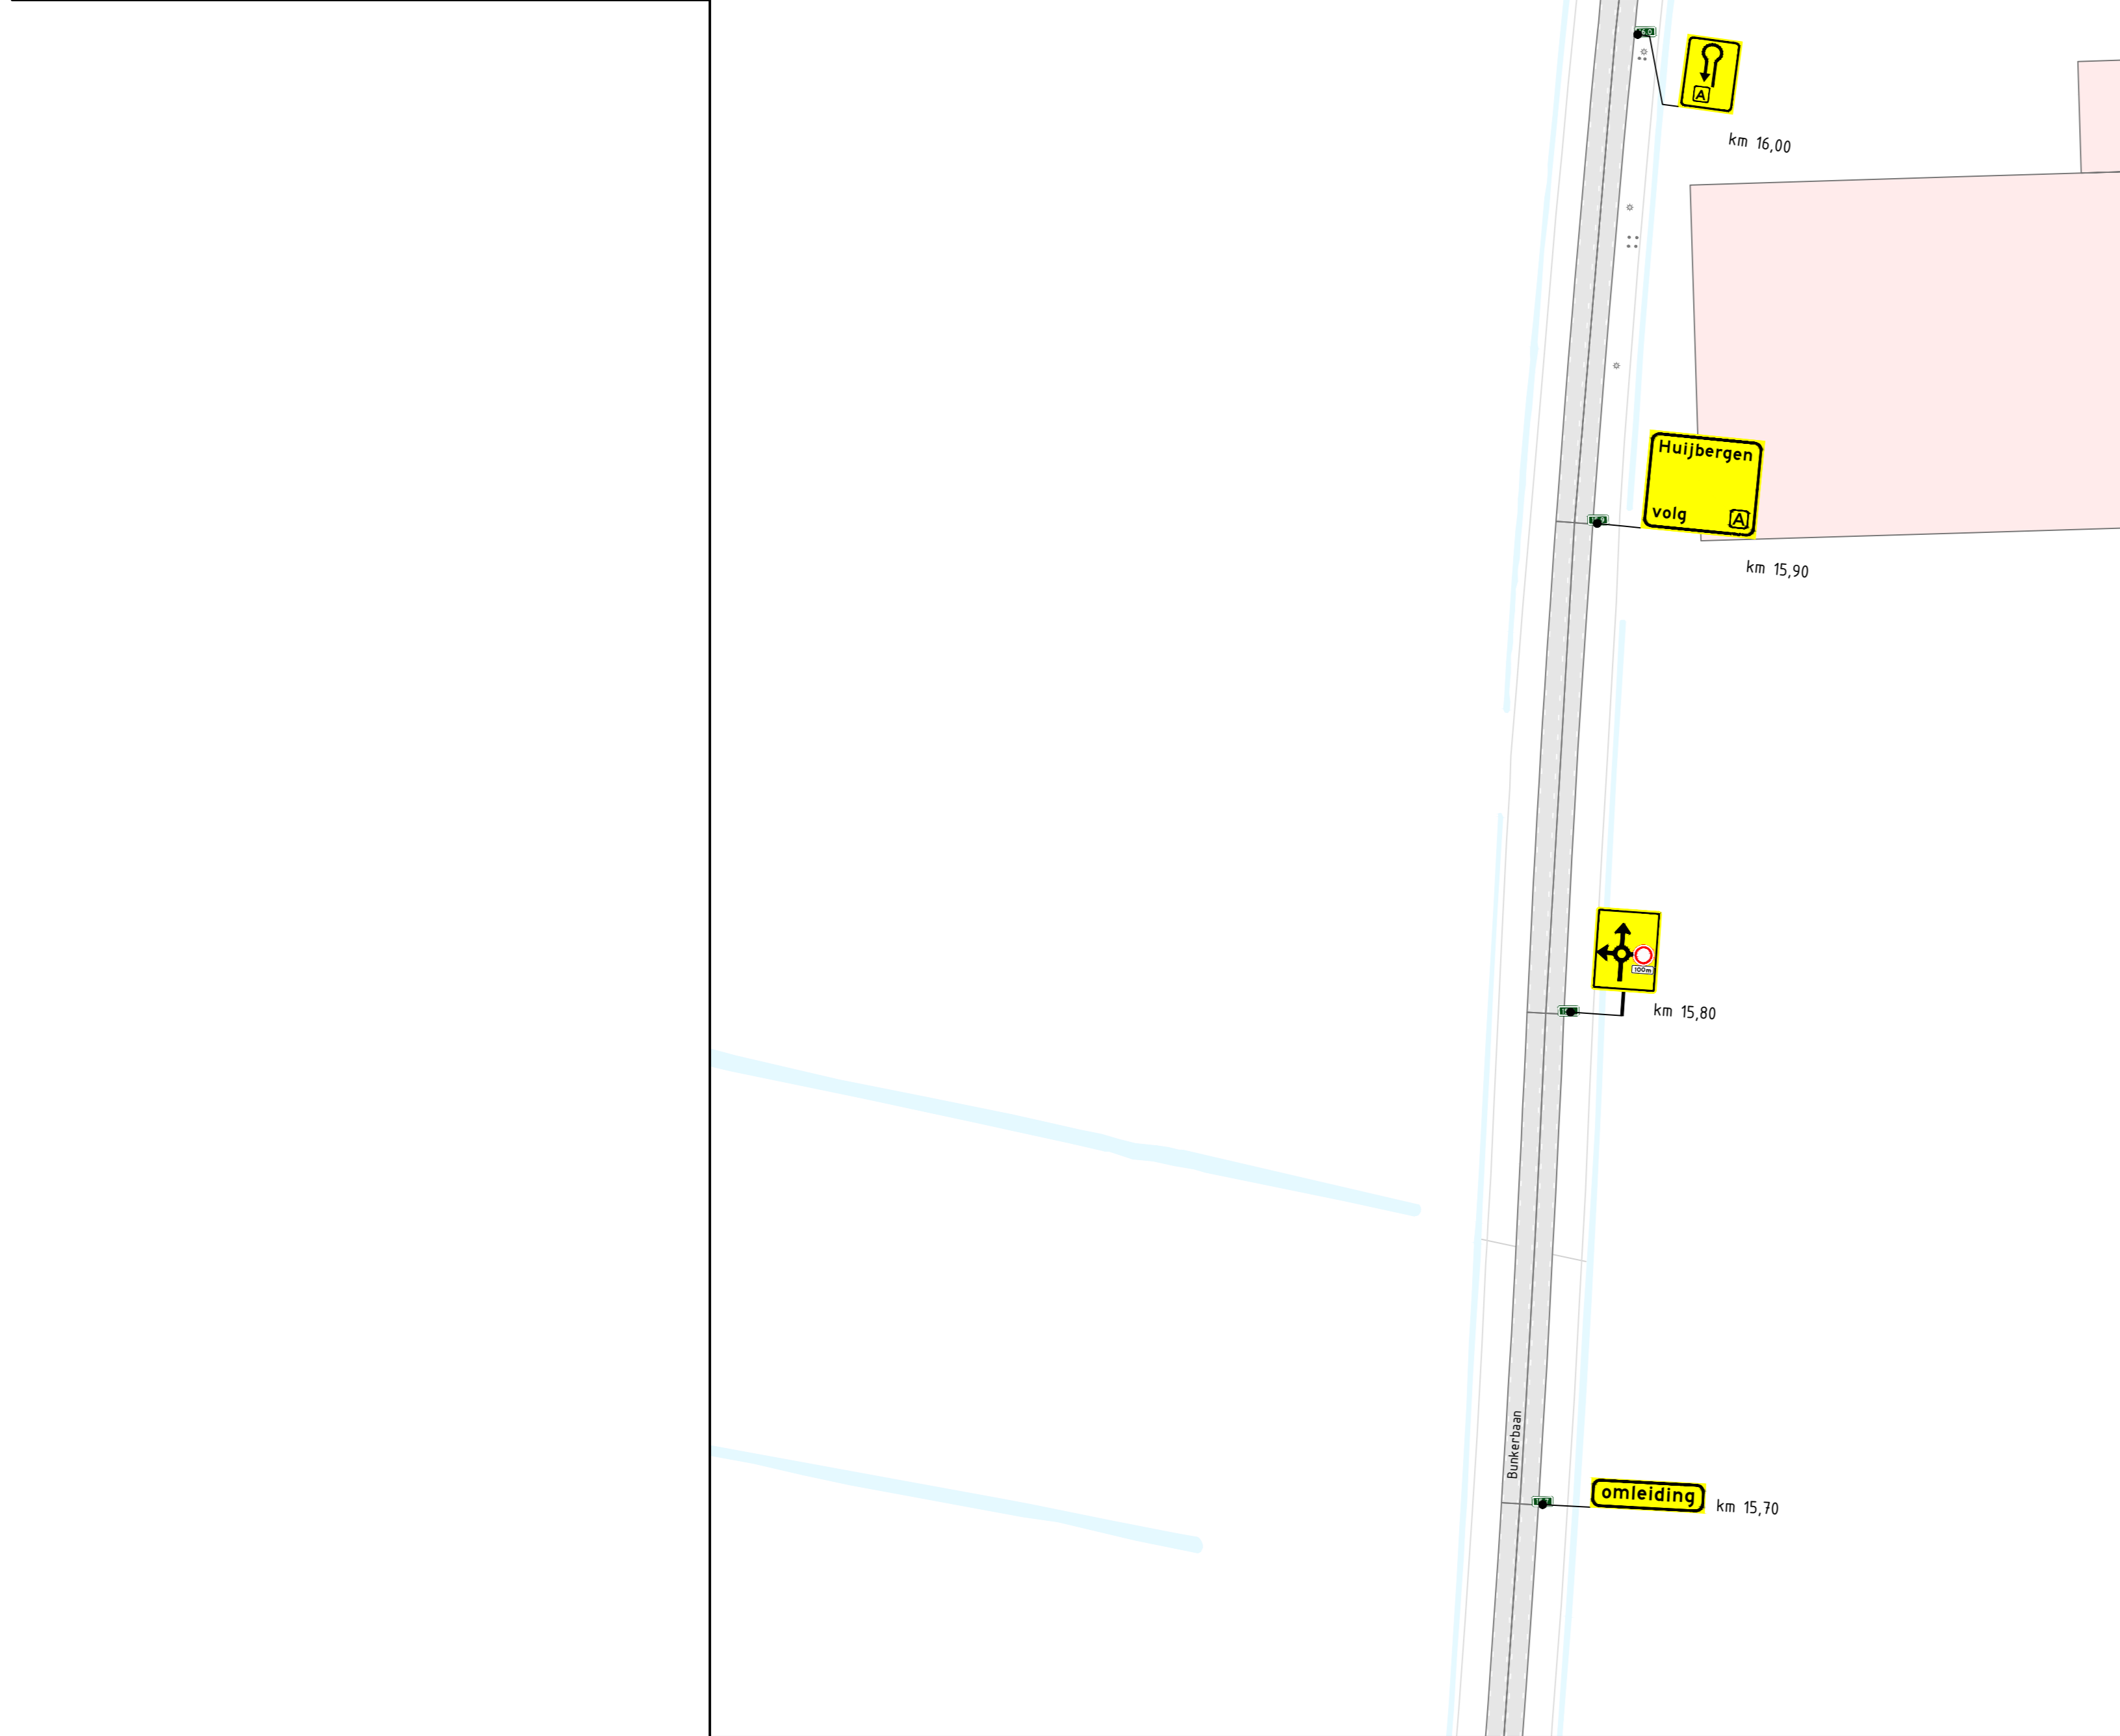 A
km 16,00
Huijbergen
volg A
km 15,90
100m
km 15,80
Bunkerbaan
omleiding
km 15,70